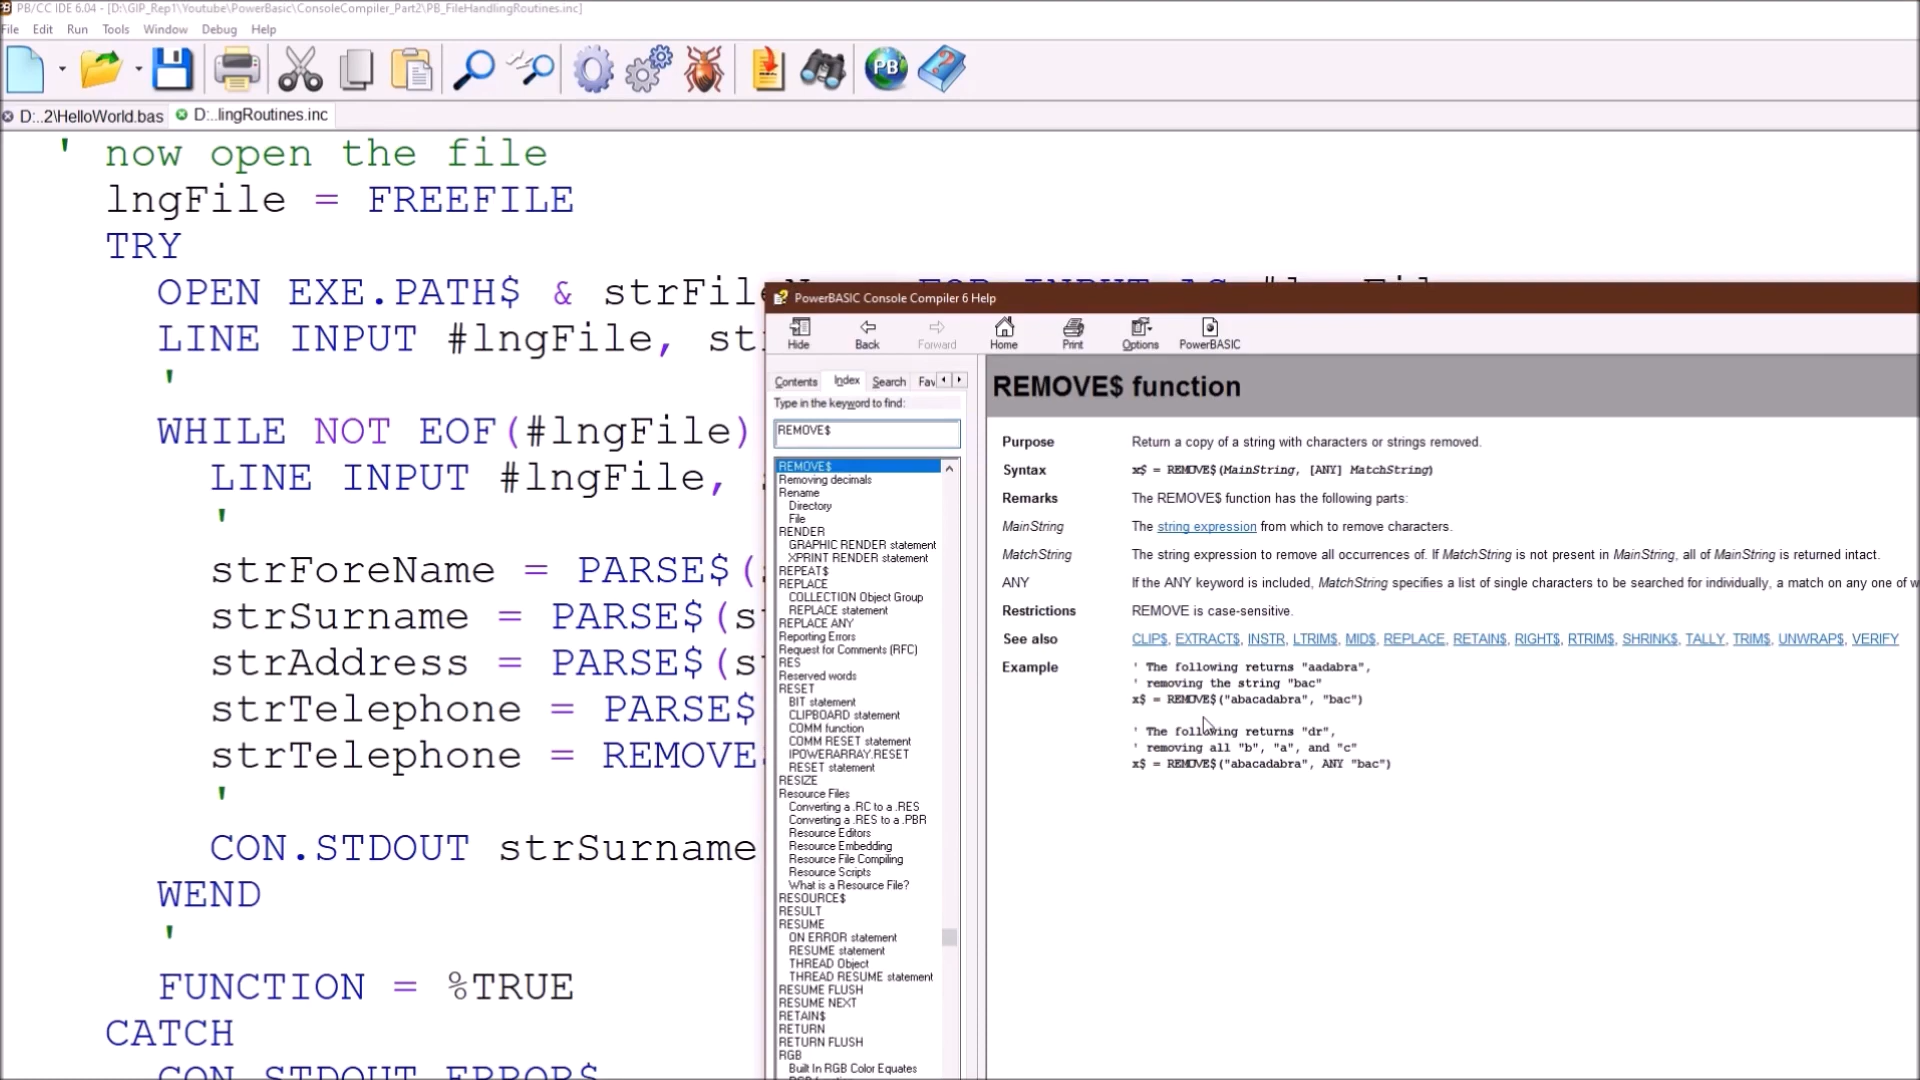 PB/CC IDE 6.04 - [D:\GIP_Rep1\Youtube\PowerBasic\ConsoleCompiler_Part2\PB_FileHandlingRoutines.inc]
File Edit Run Tools Window Debug Help
PB
D:..2\HelloWorld.bas D:..lingRoutines.inc
' now open the file
lngFile = FREEFILE
TRY
OPEN EXE.PATH$ & strFile
LINE INPUT #lngFile, st
'
WHILE NOT EOF(#lngFile)
LINE INPUT #lngFile,
'
strForeName = PARSE$(
strSurname = PARSE$(s
strAddress = PARSE$(s
strTelephone = PARSE$
strTelephone = REMOVE
'
CON.STDOUT strSurname
WEND
'
FUNCTION = %TRUE
CATCH
CON.STDOUT ERROR$
PowerBASIC Console Compiler 6 Help
Hide Back Forward Home Print Options PowerBASIC
Contents Index Search Fav
Type in the keyword to find:
REMOVE$
REMOVE$
Removing decimals
Rename
Directory
File
RENDER
GRAPHIC RENDER statement
XPRINT RENDER statement
REPEAT$
REPLACE
COLLECTION Object Group
REPLACE statement
REPLACE ANY
Reporting Errors
Request for Comments (RFC)
RES
Reserved words
RESET
BIT statement
CLIPBOARD statement
COMM function
COMM RESET statement
IPOWERARRAY.RESET
RESET statement
RESIZE
Resource Files
Converting a .RC to a .RES
Converting a .RES to a .PBR
Resource Editors
Resource Embedding
Resource File Compiling
Resource Scripts
What is a Resource File?
RESOURCE$
RESULT
RESUME
ON ERROR statement
RESUME statement
THREAD Object
THREAD RESUME statement
RESUME FLUSH
RESUME NEXT
RETAIN$
RETURN
RETURN FLUSH
RGB
Built In RGB Color Equates
REMOVE$ function
Purpose Return a copy of a string with characters or strings removed.
Syntax x$ = REMOVE$(MainString, [ANY] MatchString)
Remarks The REMOVE$ function has the following parts:
MainString The string expression from which to remove characters.
MatchString The string expression to remove all occurrences of. If MatchString is not present in MainString, all of MainString is returned intact.
ANY If the ANY keyword is included, MatchString specifies a list of single characters to be searched for individually, a match on any one of w
Restrictions REMOVE is case-sensitive.
See also CLIP$, EXTRACT$, INSTR, LTRIM$, MID$, REPLACE, RETAIN$, RIGHT$, RTRIM$, SHRINK$, TALLY, TRIM$, UNWRAP$, VERIFY
Example ' The following returns "aadabra",
' removing the string "bac"
x$ = REMOVE$("abacadabra", "bac")
' The following returns "dr",
' removing all "b", "a", and "c"
x$ = REMOVE$("abacadabra", ANY "bac")